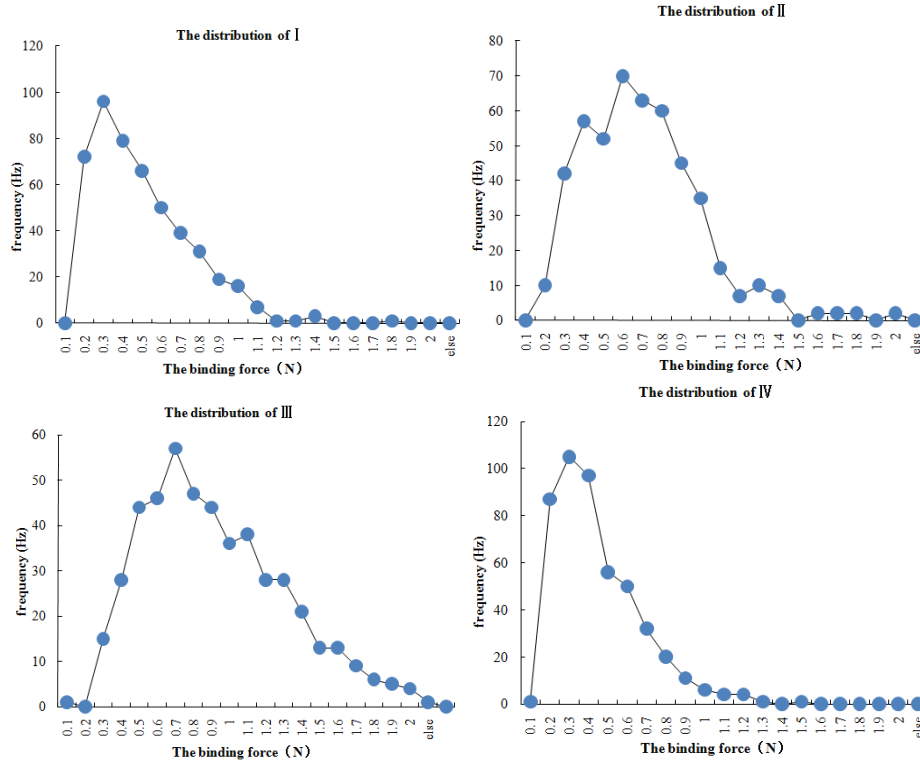 The distribution of Ⅰ
frequency (Hz)
120
100
80
60
40
20
0
0.1 0.2 0.3 0.4 0.5 0.6 0.7 0.8 0.9 1 1.1 1.2 1.3 1.4 1.5 1.6 1.7 1.8 1.9 2 else
The binding force（N）
The distribution of Ⅱ
frequency (Hz)
80
70
60
50
40
30
20
10
0
0.1 0.2 0.3 0.4 0.5 0.6 0.7 0.8 0.9 1 1.1 1.2 1.3 1.4 1.5 1.6 1.7 1.8 1.9 2 else
The binding force（N）
The distribution of Ⅲ
frequency (Hz)
60
50
40
30
20
10
0
0.1 0.2 0.3 0.4 0.5 0.6 0.7 0.8 0.9 1 1.1 1.2 1.3 1.4 1.5 1.6 1.7 1.8 1.9 2 else
The binding force（N）
The distribution of Ⅳ
frequency (Hz)
120
100
80
60
40
20
0
0.1 0.2 0.3 0.4 0.5 0.6 0.7 0.8 0.9 1 1.1 1.2 1.3 1.4 1.5 1.6 1.7 1.8 1.9 2 else
The binding force（N）